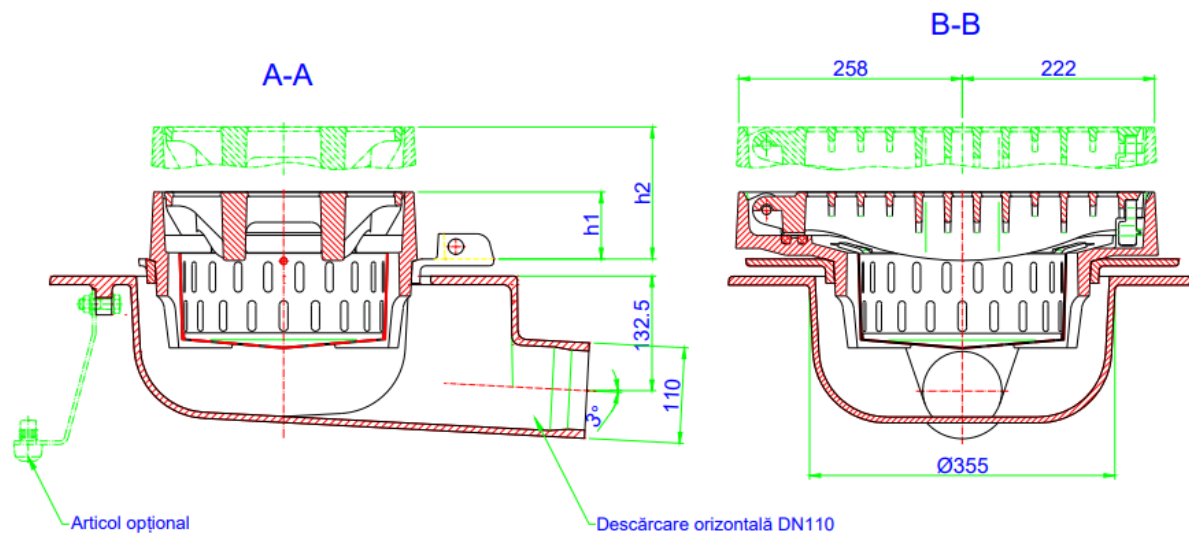 B-B
A-A
258
222
h1
h2
132.5
110
3°
Ø355
Articol opțional
Descărcare orizontală DN110